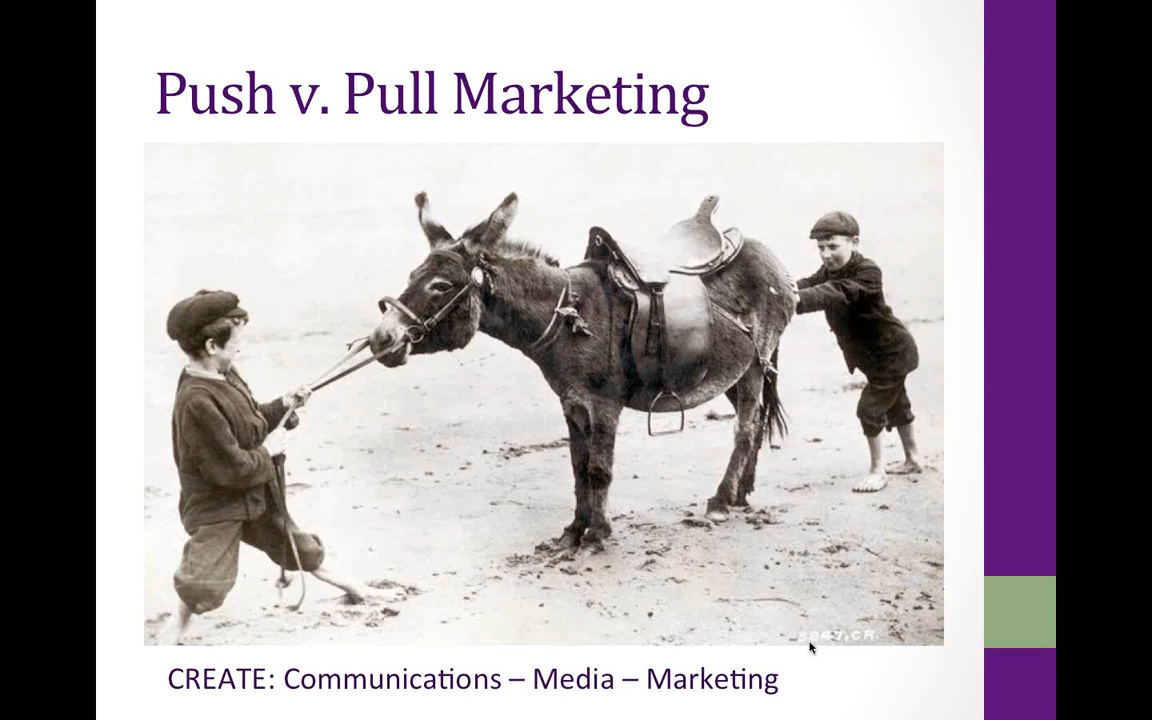 Push v. Pull Marketing
CREATE: Communications – Media – Marketing